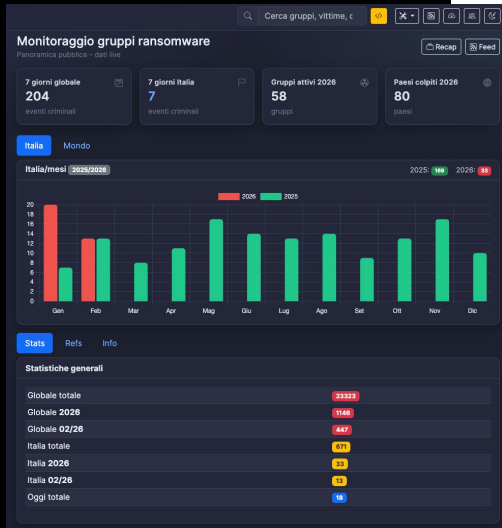 Cerca gruppi, vittime, c
Monitoraggio gruppi ransomware
Panoramica pubblica – dati live
Recap
Feed
7 giorni globale
204
eventi criminali
7 giorni Italia
7
eventi criminali
Gruppi attivi 2026
58
gruppi
Paesi colpiti 2026
80
paesi
Italia Mondo
Italia/mesi 2025/2026
2025: 169 2026: 33
2026 2025
20
18
16
14
12
10
8
6
4
2
0
Gen Feb Mar Apr Mag Giu Lug Ago Set Ott Nov Dic
Stats Refs Info
Statistiche generali
Globale totale 23323
Globale 2026 1146
Globale 02/26 447
Italia totale 671
Italia 2026 33
Italia 02/26 13
Oggi totale 18